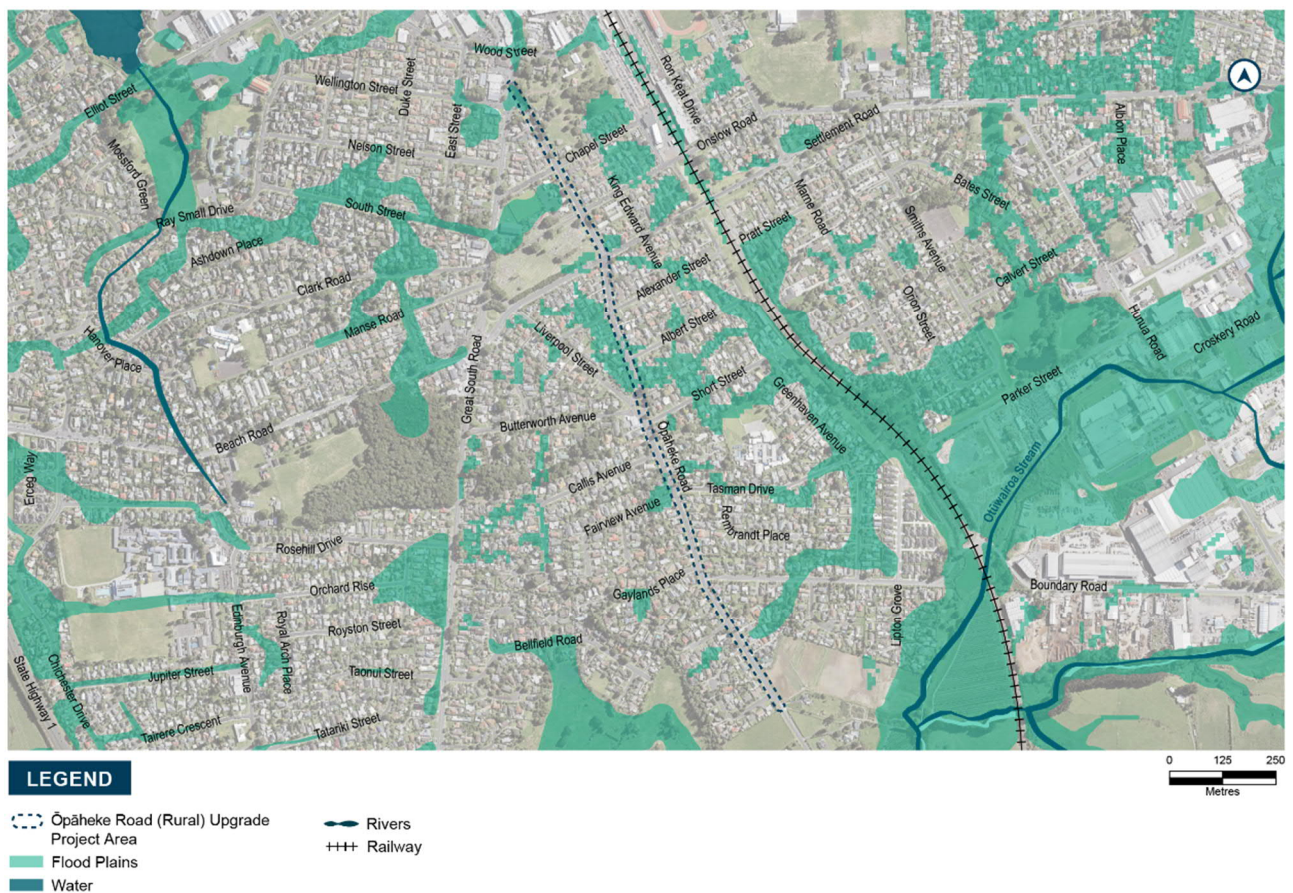 Wood Street
Ron Keat Drive
Wellington Street
Duke Street
Elliot Street
East Street
Albion Place
Onslow Road
Settlement Road
Chapel Street
Mossford Green
Nelson Street
King Edward Avenue
Marne Road
Bates Street
Ray Small Drive
South Street
Pratt Street
Smiths Avenue
Ashdown Place
Alexander Street
Calvert Street
Clark Road
Orion Street
Manse Road
Liverpool Street
Albert Street
Hunua Road
Croskery Road
Hanover Place
Great South Road
Short Street
Greenhaven Avenue
Parker Street
Butterworth Avenue
Beach Road
Ōpāheke Road
Otūwairoa Stream
Erceg Way
Callis Avenue
Tasman Drive
Fairview Avenue
Rembrandt Place
Rosehill Drive
Orchard Rise
Gaylands Place
Lipton Grove
Boundary Road
Edinburgh Avenue
Royal Arch Place
Royston Street
Bellfield Road
State Highway 1
Chichester Drive
Jupiter Street
Taonui Street
Tairere Crescent
Tatariki Street
0 125 250
Metres
LEGEND
Ōpāheke Road (Rural) Upgrade
Project Area
Flood Plains
Water
Rivers
Railway